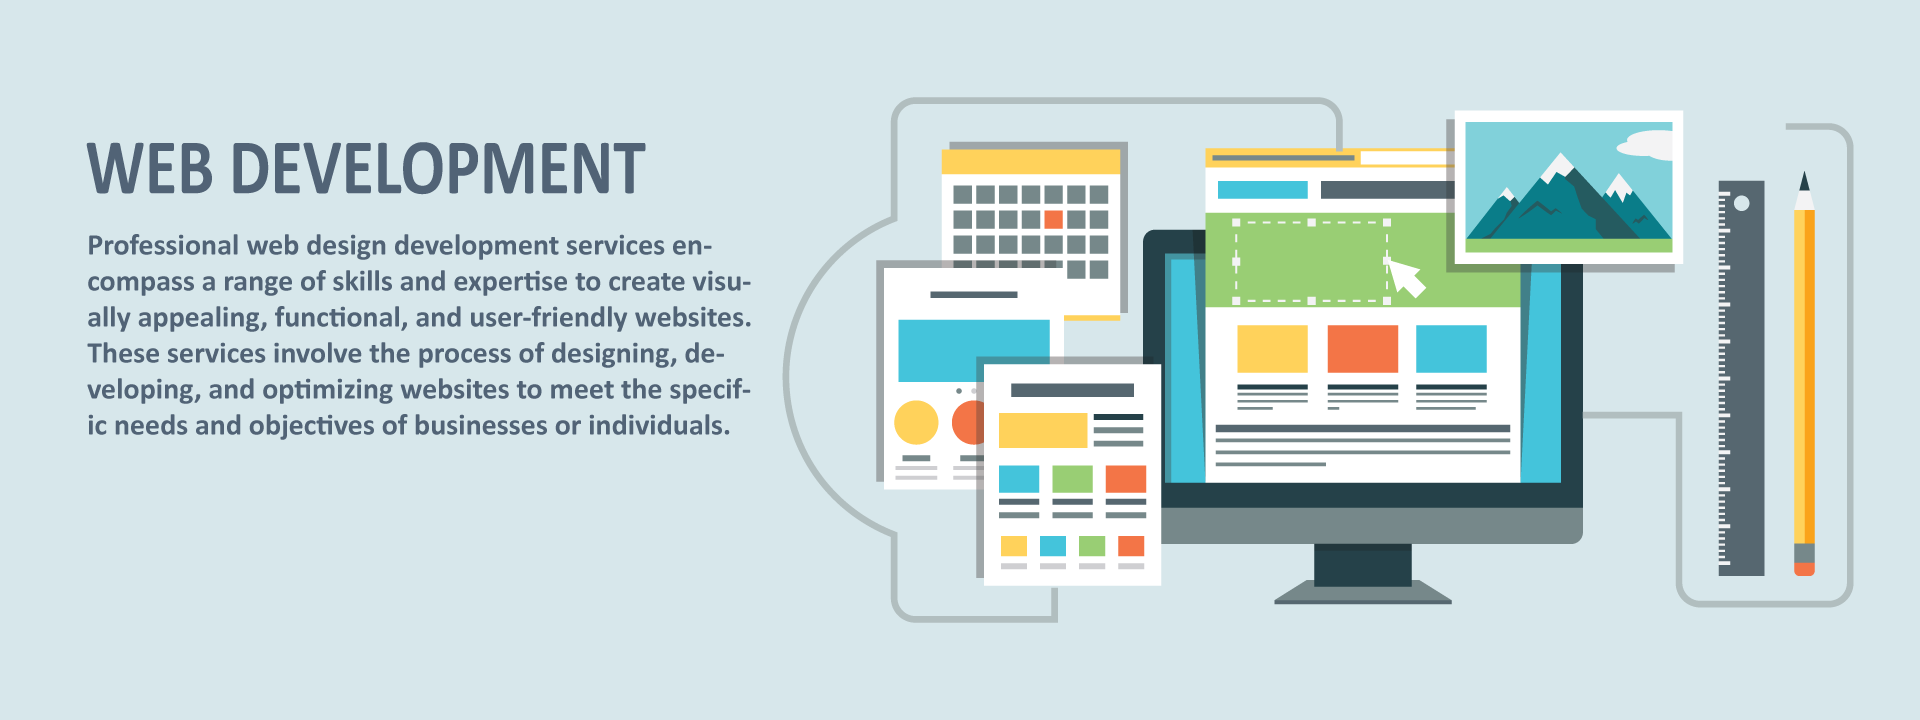 WEB DEVELOPMENT
Professional web design development services en-
compass a range of skills and expertise to create visu-
ally appealing, functional, and user-friendly websites.
These services involve the process of designing, de-
veloping, and optimizing websites to meet the specif-
ic needs and objectives of businesses or individuals.